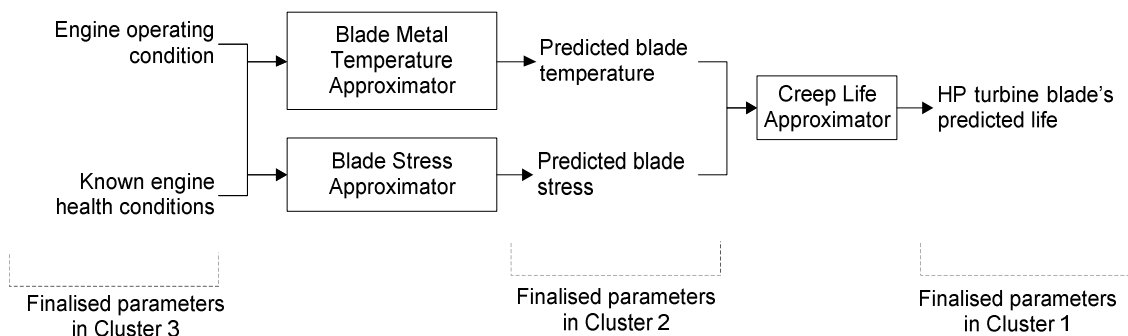 Engine operating
condition
Known engine
health conditions
Blade Metal
Temperature
Approximator
Blade Stress
Approximator
Predicted blade
temperature
Predicted blade
stress
Creep Life
Approximator
HP turbine blade's
predicted life
Finalised parameters
in Cluster 3
Finalised parameters
in Cluster 2
Finalised parameters
in Cluster 1